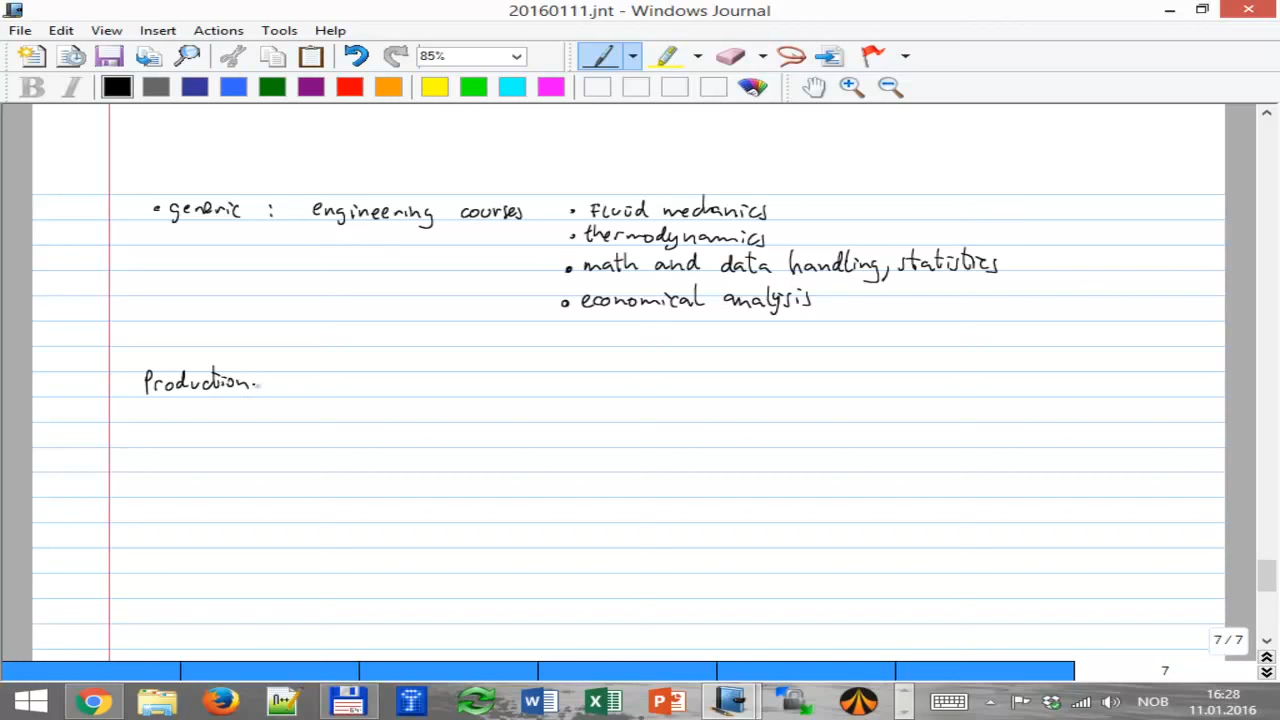 20160111.jnt - Windows Journal
File Edit View Insert Actions Tools Help
85%
B I
• generic : engineering courses • Fluid mechanics
• thermodynamics
• math and data handling, statistics
• economical analysis
Production-
7 / 7
7
NOB
16:28
11.01.2016